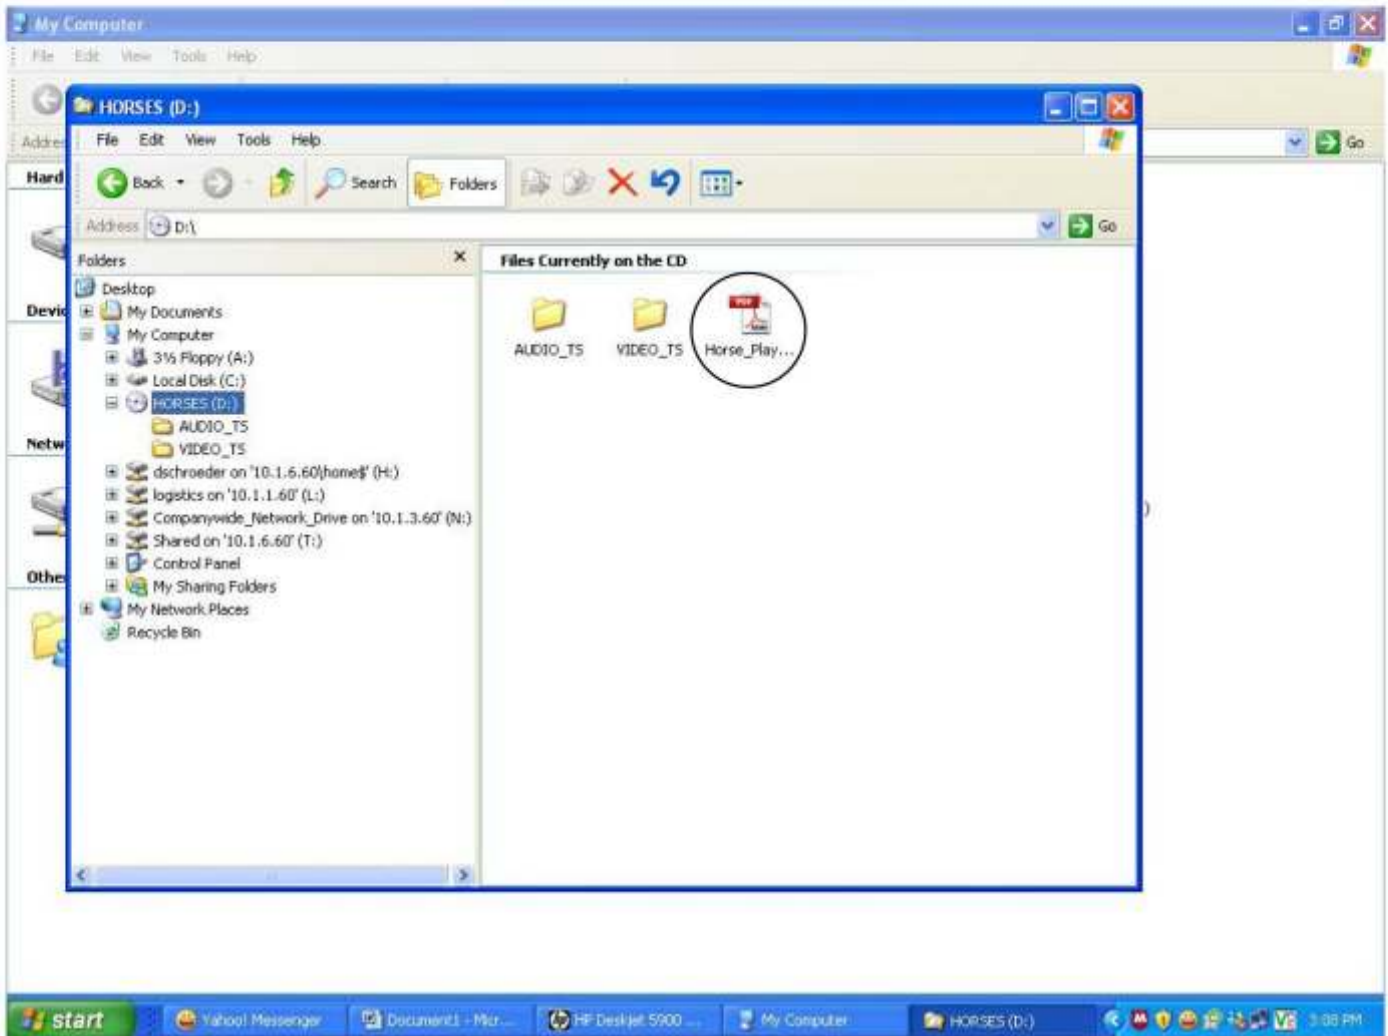 My Computer
File Edit View Tools Help
Address
Go
Hard
Devic
Netw
Other
HORSES (D:)
File Edit View Tools Help
Back Search Folders
Address D:\ Go
Folders
Desktop
My Documents
My Computer
3½ Floppy (A:)
Local Disk (C:)
HORSES (D:)
AUDIO_TS
VIDEO_TS
dschroeder on '10.1.6.60\home$' (H:)
logistics on '10.1.1.60' (L:)
Companywide_Network_Drive on '10.1.3.60' (N:)
Shared on '10.1.6.60' (T:)
Control Panel
My Sharing Folders
My Network Places
Recycle Bin
Files Currently on the CD
PDF
AUDIO_TS VIDEO_TS Horse_Play...
)
start Yahoo! Messenger Document1 - Micr... HP Deskjet 5900 ... My Computer HORSES (D:) 3:08 PM